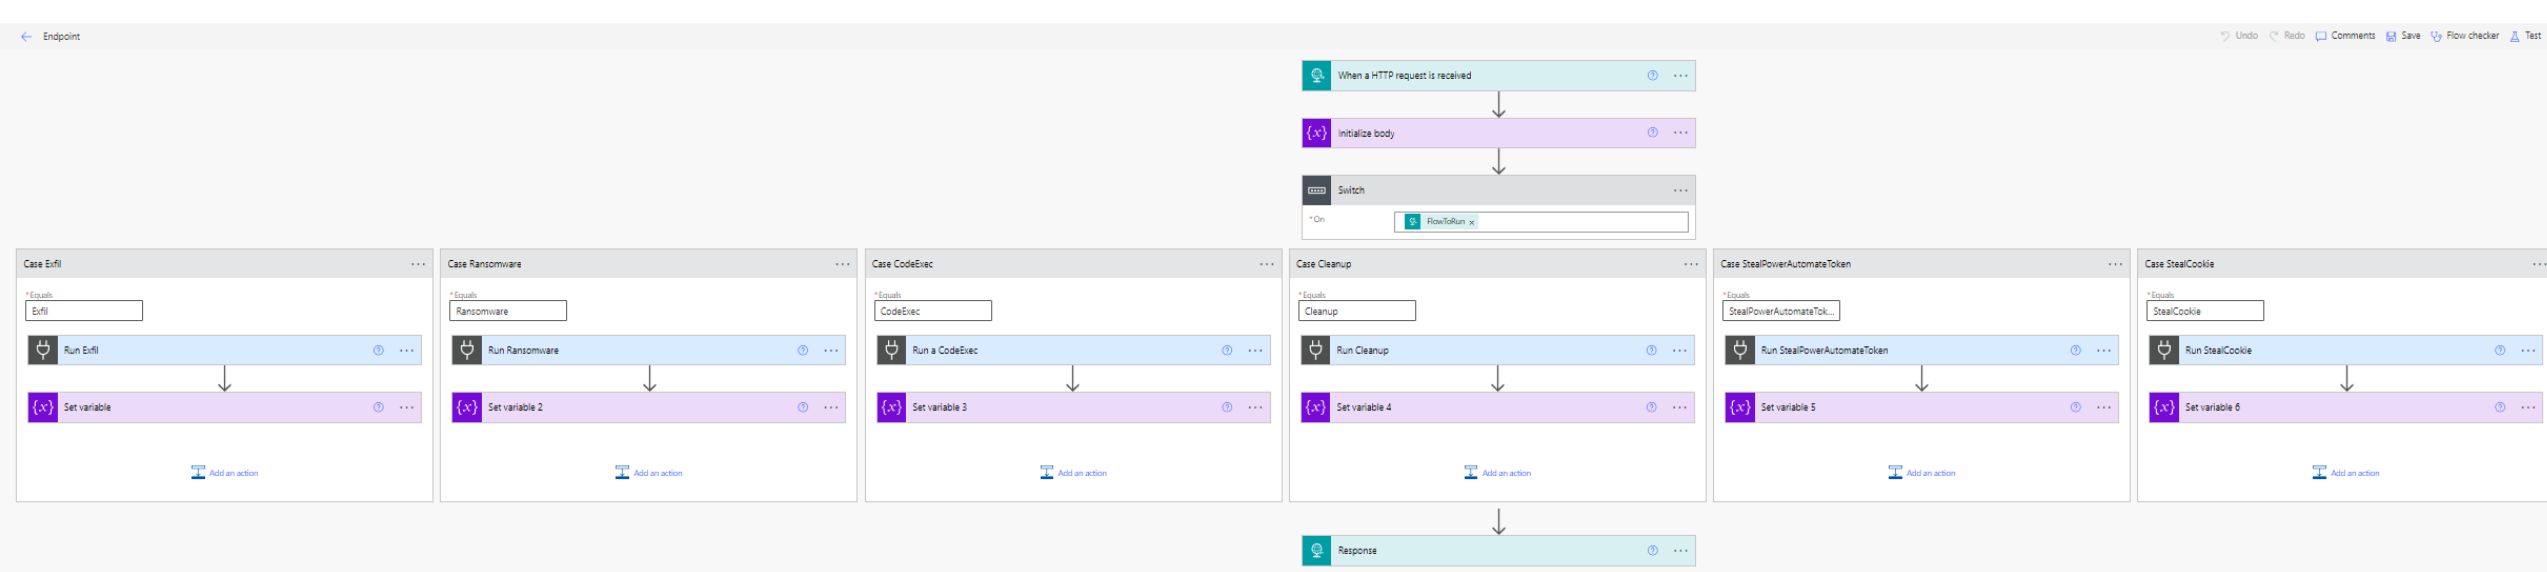 Endpoint
Undo Redo Comments Save Flow checker Test
When a HTTP request is received
{x} Initialize body
Switch
*On FlowToRun x
Case Exfil
*Equals
Exfil
Run Exfil
{x} Set variable
Add an action
Case Ransomware
*Equals
Ransomware
Run Ransomware
{x} Set variable 2
Add an action
Case CodeExec
*Equals
CodeExec
Run a CodeExec
{x} Set variable 3
Add an action
Case Cleanup
*Equals
Cleanup
Run Cleanup
{x} Set variable 4
Add an action
Case StealPowerAutomateToken
*Equals
StealPowerAutomateTok...
Run StealPowerAutomateToken
{x} Set variable 5
Add an action
Case StealCookie
*Equals
StealCookie
Run StealCookie
{x} Set variable 6
Add an action
Response